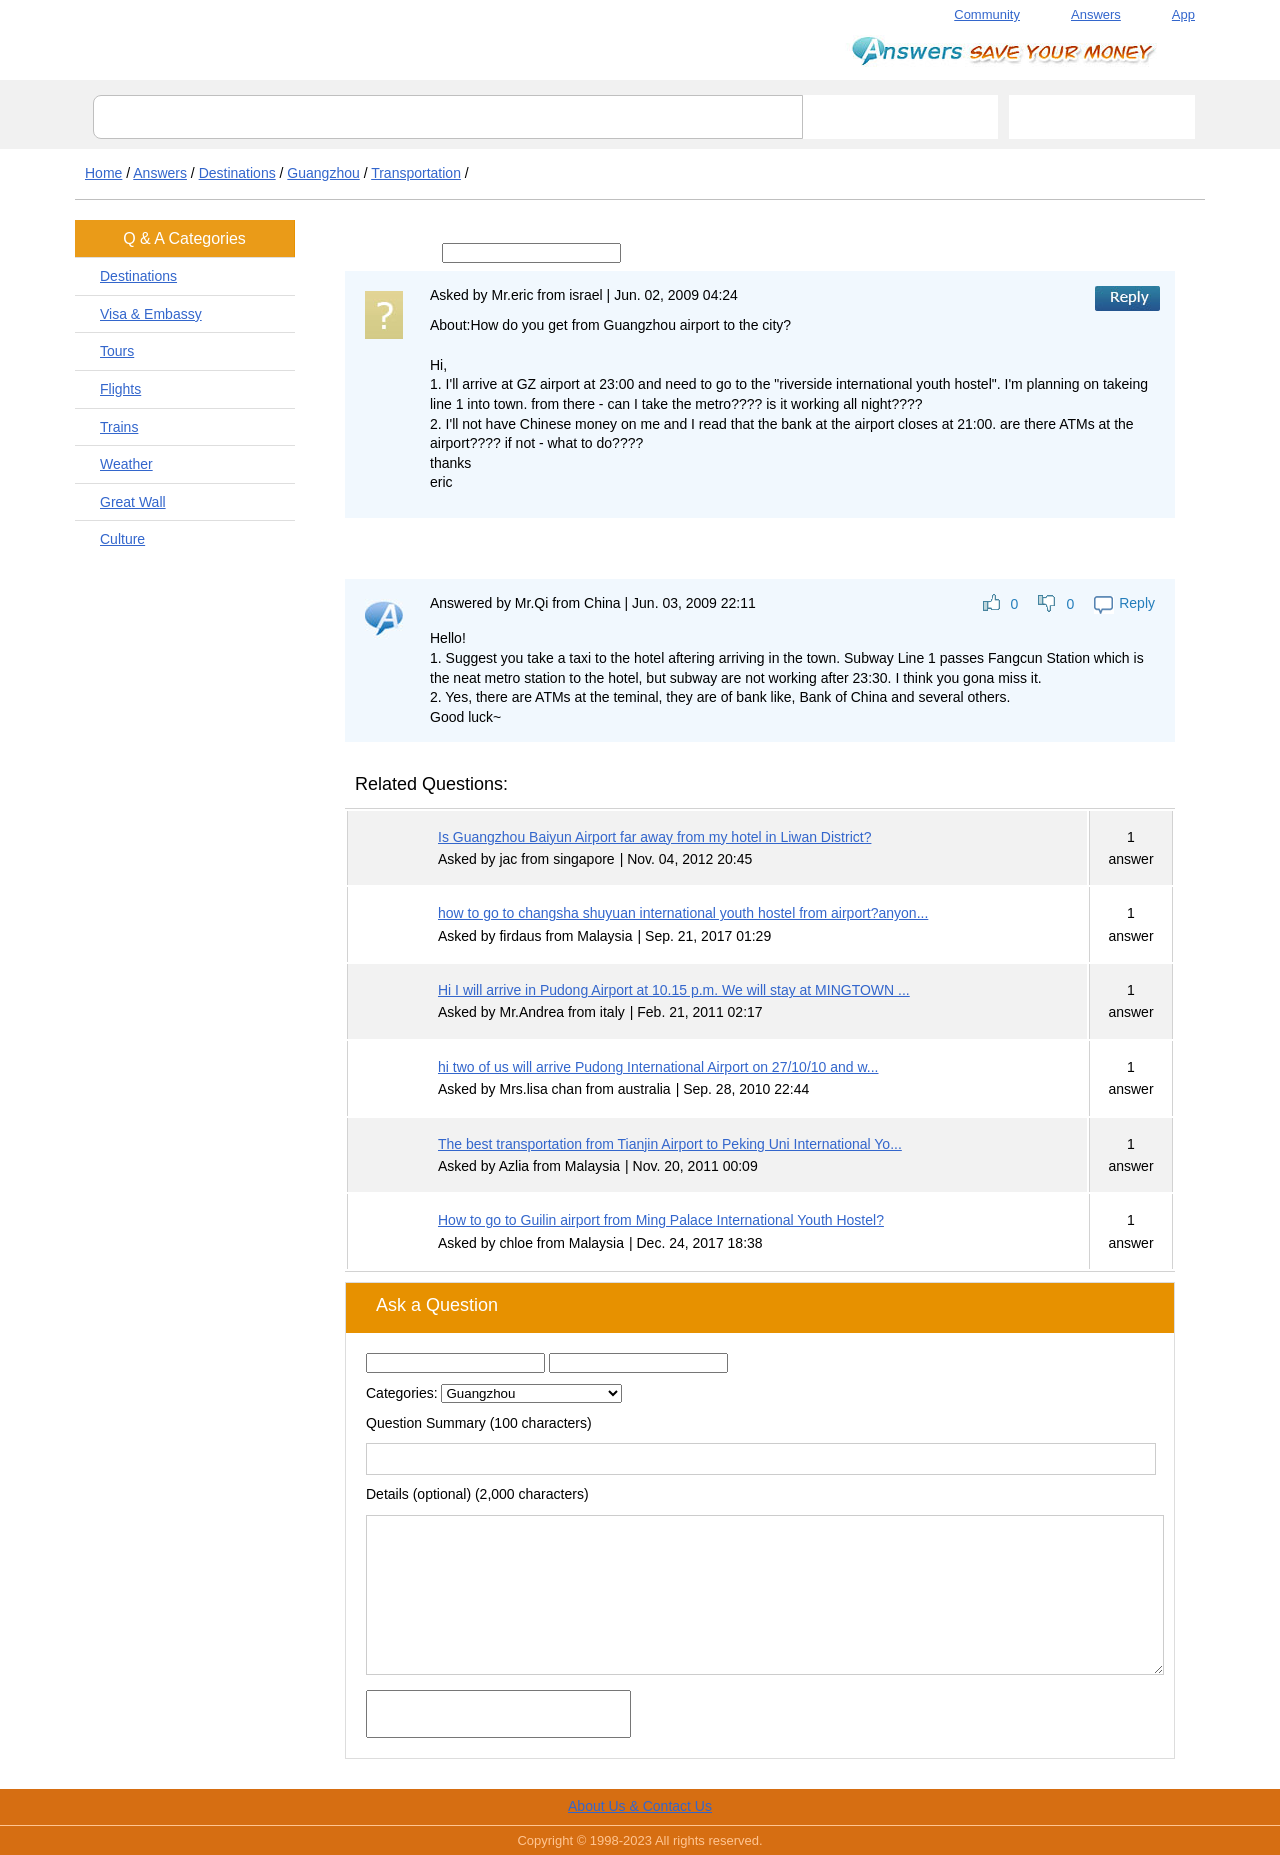 Community Answers App
Answers SAVE YOUR MONEY
Home / Answers / Destinations / Guangzhou / Transportation /
Q & A Categories
Destinations
Visa & Embassy
Tours
Flights
Trains
Weather
Great Wall
Culture
?
Asked by Mr.eric from israel | Jun. 02, 2009 04:24
Reply
About:How do you get from Guangzhou airport to the city?
Hi,
1. I'll arrive at GZ airport at 23:00 and need to go to the "riverside international youth hostel". I'm planning on takeing
line 1 into town. from there - can I take the metro???? is it working all night????
2. I'll not have Chinese money on me and I read that the bank at the airport closes at 21:00. are there ATMs at the
airport???? if not - what to do????
thanks
eric
A
Answered by Mr.Qi from China | Jun. 03, 2009 22:11
0 0 Reply
Hello!
1. Suggest you take a taxi to the hotel aftering arriving in the town. Subway Line 1 passes Fangcun Station which is
the neat metro station to the hotel, but subway are not working after 23:30. I think you gona miss it.
2. Yes, there are ATMs at the teminal, they are of bank like, Bank of China and several others.
Good luck~
Related Questions:
Is Guangzhou Baiyun Airport far away from my hotel in Liwan District?
Asked by jac from singapore | Nov. 04, 2012 20:45
1
answer
how to go to changsha shuyuan international youth hostel from airport?anyon...
Asked by firdaus from Malaysia | Sep. 21, 2017 01:29
1
answer
Hi I will arrive in Pudong Airport at 10.15 p.m. We will stay at MINGTOWN ...
Asked by Mr.Andrea from italy | Feb. 21, 2011 02:17
1
answer
hi two of us will arrive Pudong International Airport on 27/10/10 and w...
Asked by Mrs.lisa chan from australia | Sep. 28, 2010 22:44
1
answer
The best transportation from Tianjin Airport to Peking Uni International Yo...
Asked by Azlia from Malaysia | Nov. 20, 2011 00:09
1
answer
How to go to Guilin airport from Ming Palace International Youth Hostel?
Asked by chloe from Malaysia | Dec. 24, 2017 18:38
1
answer
Ask a Question
Categories: Guangzhou
Question Summary (100 characters)
Details (optional) (2,000 characters)
About Us & Contact Us
Copyright © 1998-2023 All rights reserved.